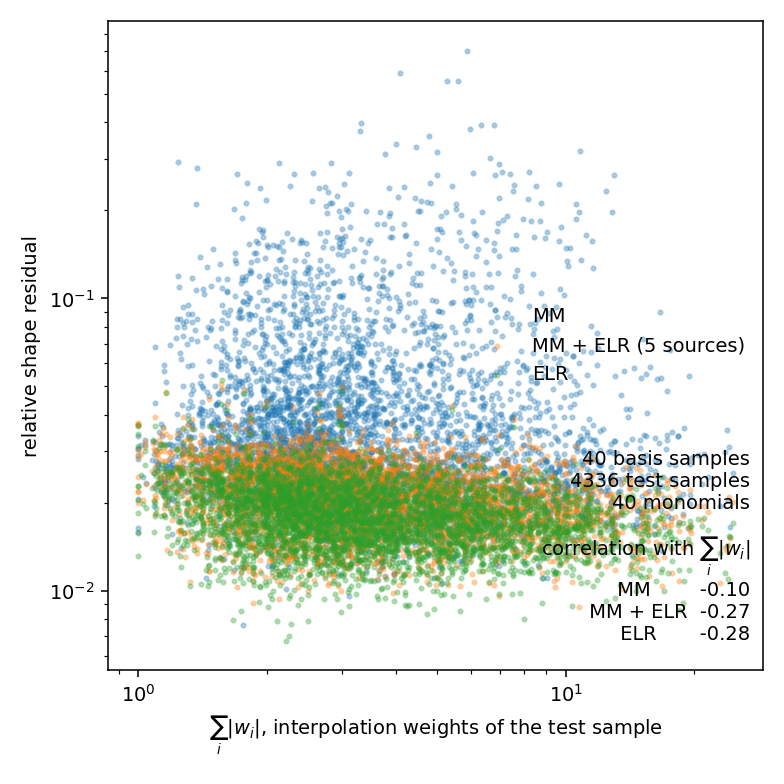 relative shape residual
10⁻¹
10⁻²
MM
MM + ELR (5 sources)
ELR
40 basis samples
4336 test samples
40 monomials
correlation with ∑ᵢ|wᵢ|
MM -0.10
MM + ELR -0.27
ELR -0.28
10⁰ 10¹
∑ᵢ|wᵢ|, interpolation weights of the test sample